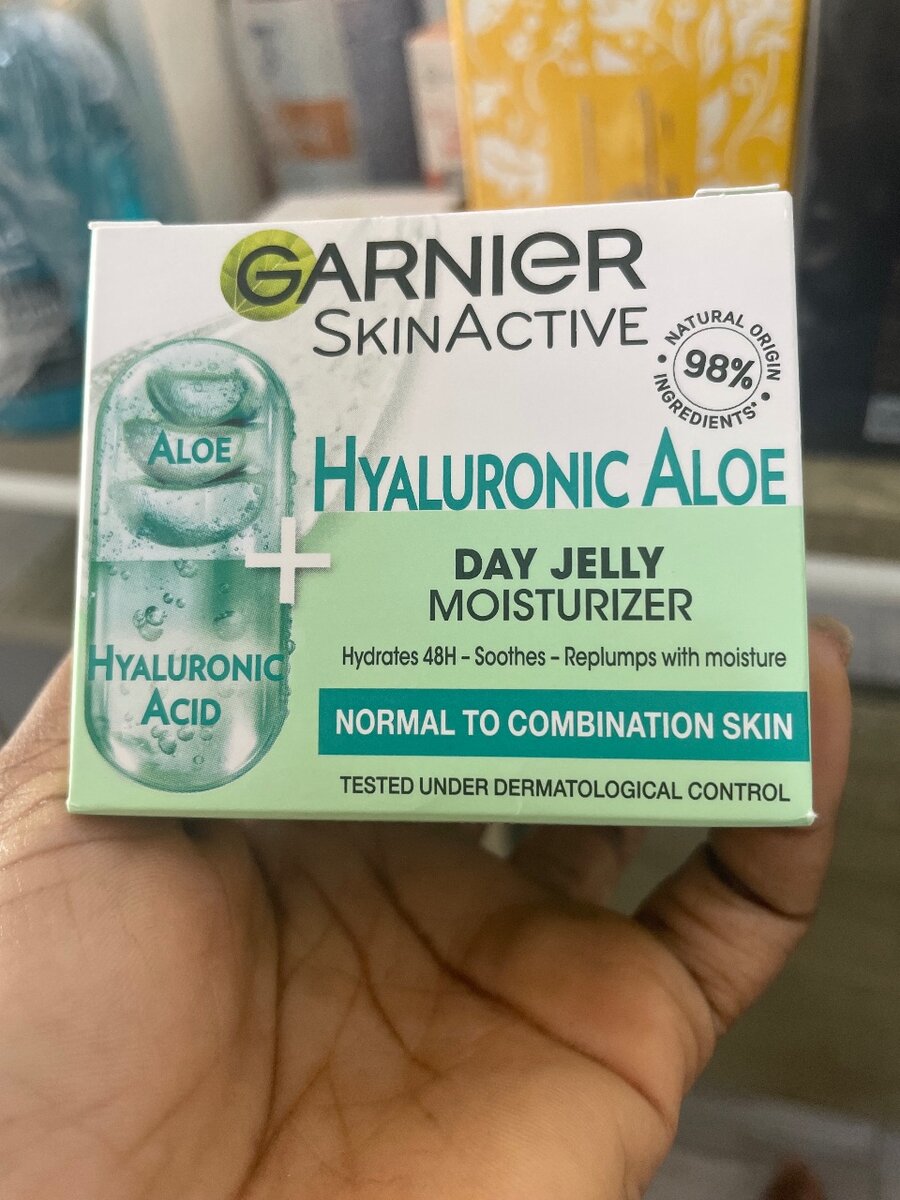 GARNIER
SKINACTIVE
NATURAL ORIGIN
98%
INGREDIENTS*
ALOE
HYALURONIC ALOE
+
DAY JELLY
MOISTURIZER
HYALURONIC
ACID
Hydrates 48H – Soothes – Replumps with moisture
NORMAL TO COMBINATION SKIN
TESTED UNDER DERMATOLOGICAL CONTROL